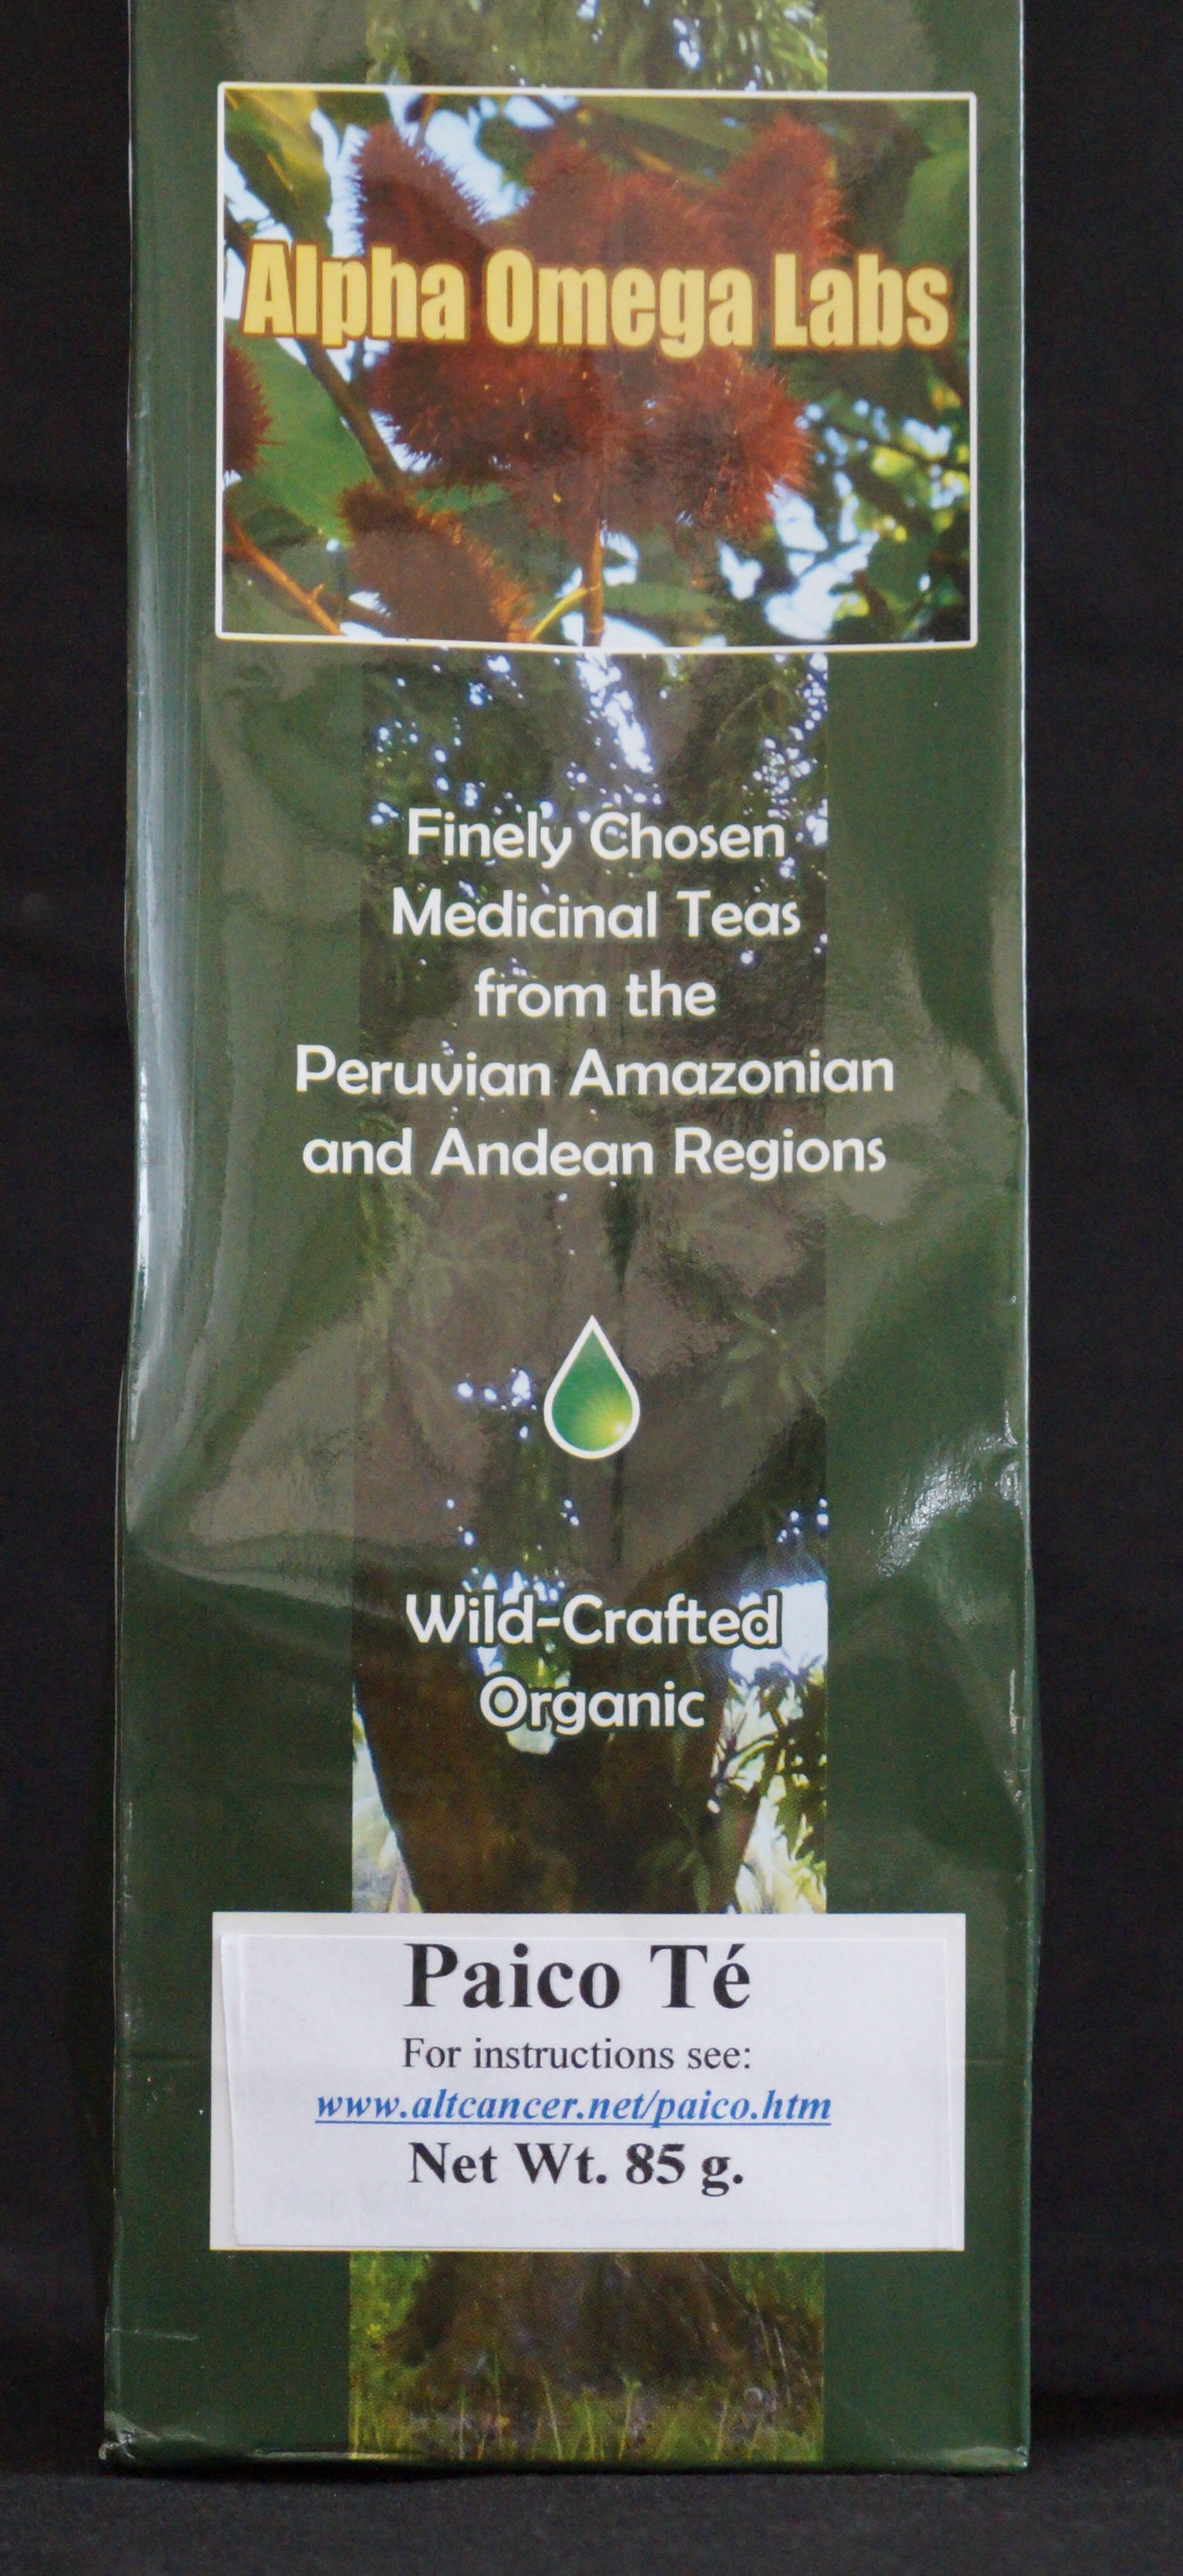 Alpha Omega Labs
Finely Chosen
Medicinal Teas
from the
Peruvian Amazonian
and Andean Regions
Wild-Crafted
Organic
Paico Té
For instructions see:
www.altcancer.net/paico.htm
Net Wt. 85 g.